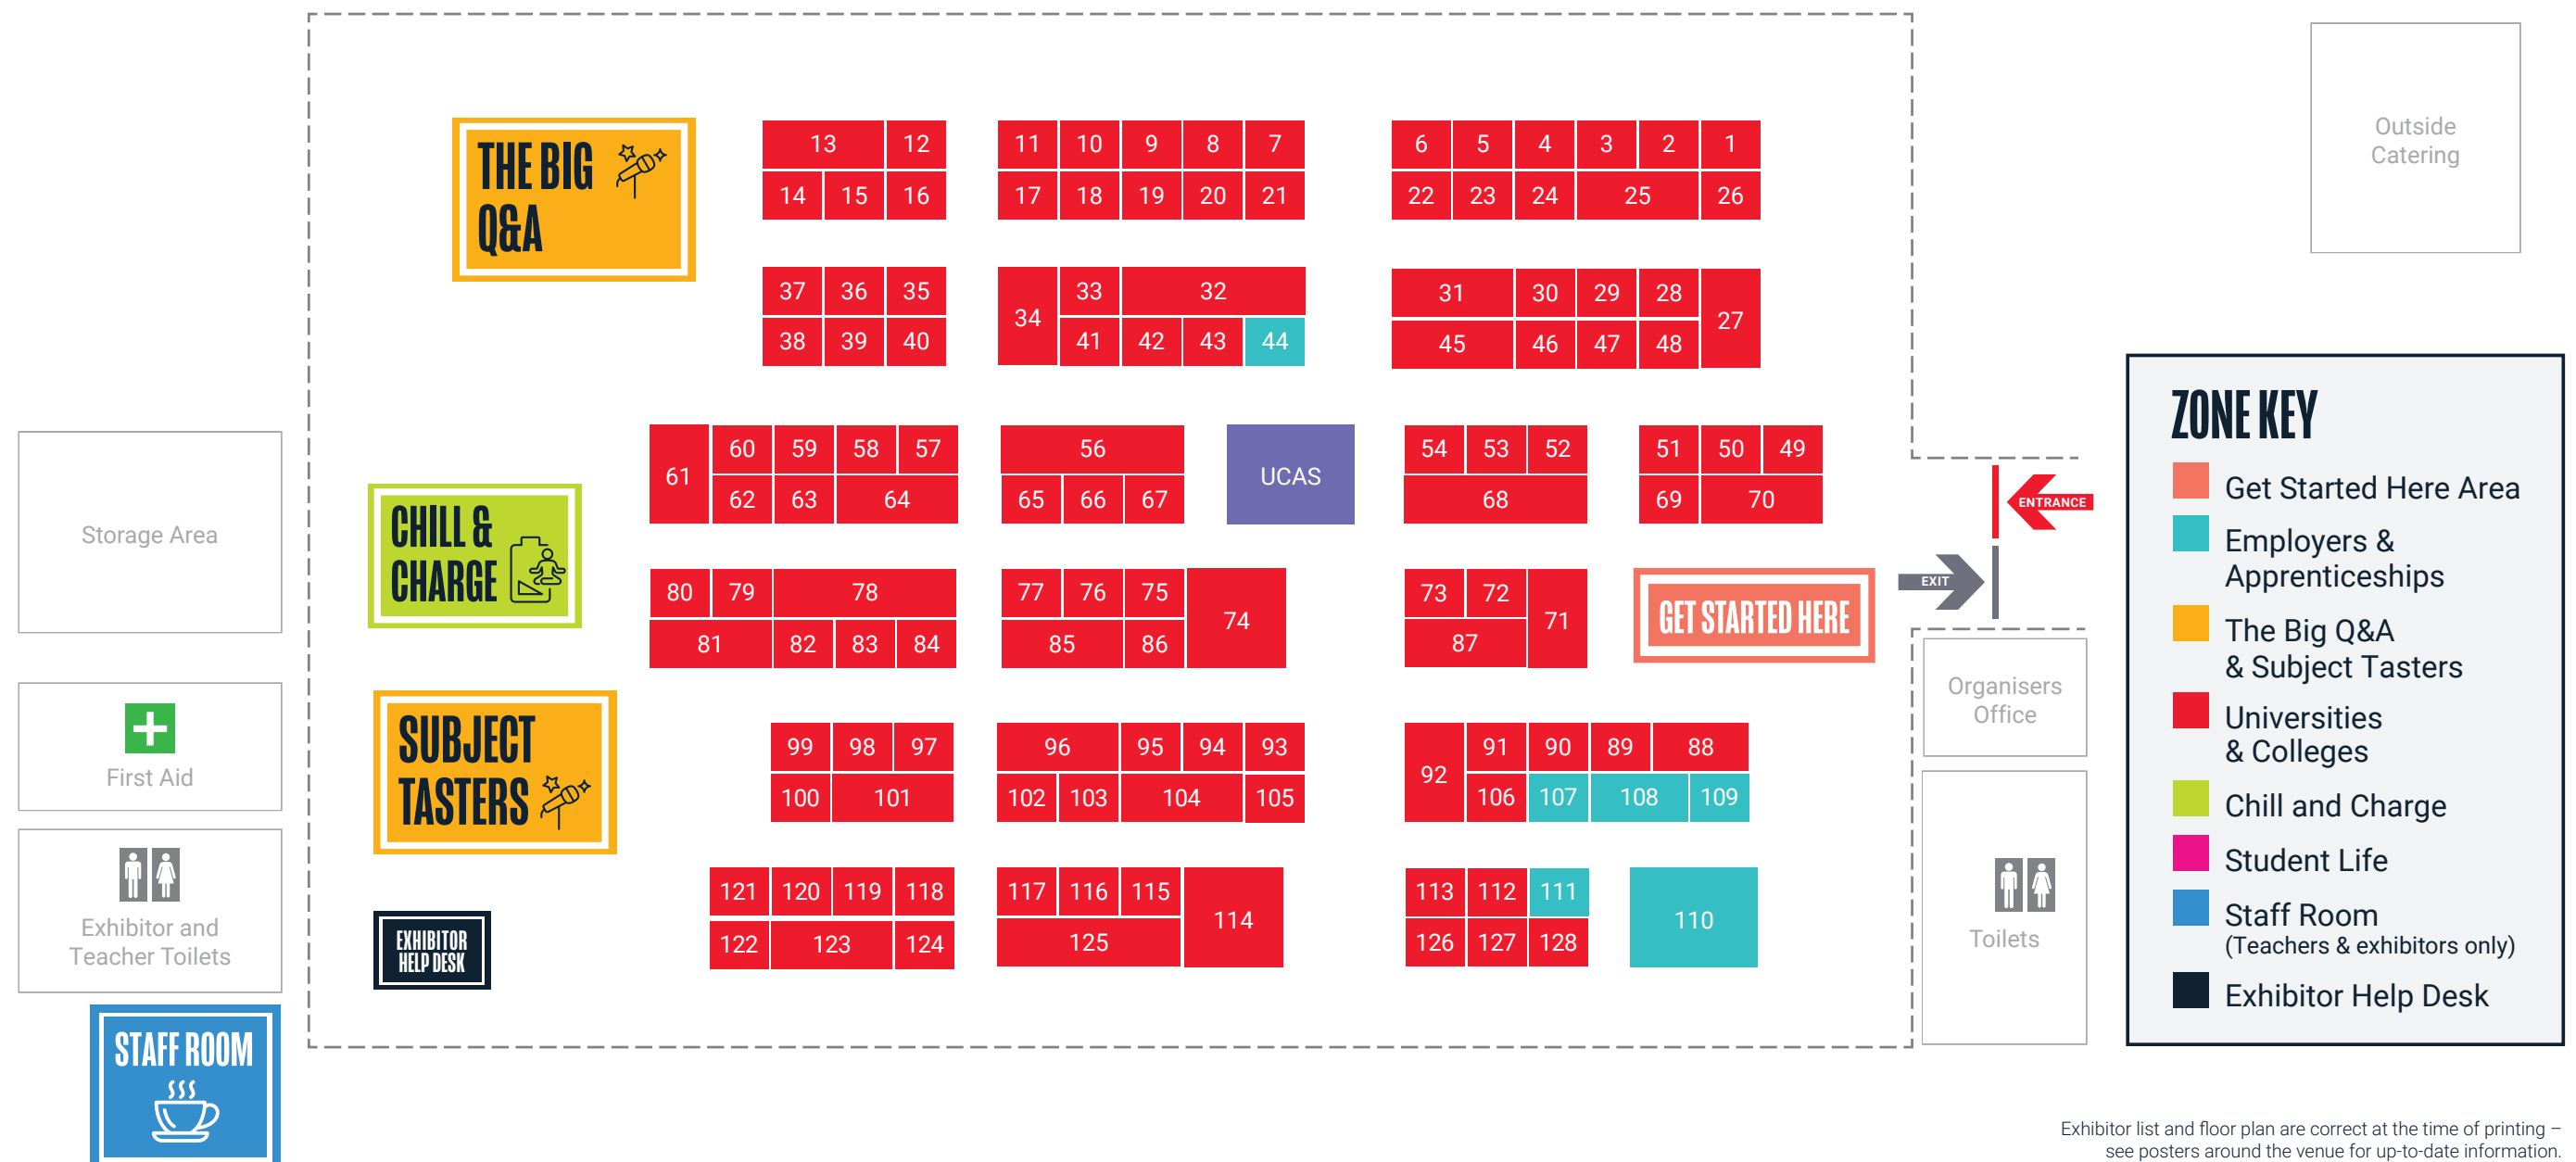 Outside
Catering
THE BIG
Q&A
13 12 11 10 9 8 7 6 5 4 3 2 1
14 15 16 17 18 19 20 21 22 23 24 25 26
37 36 35 34 33 32 31 30 29 28 27
38 39 40 41 42 43 44 45 46 47 48
61 60 59 58 57 56 UCAS 54 53 52 51 50 49
62 63 64 65 66 67 68 69 70
ENTRANCE
Storage Area
CHILL &
CHARGE
80 79 78 77 76 75 74 73 72 71
81 82 83 84 85 86 87
GET STARTED HERE
EXIT
Organisers
Office
First Aid
SUBJECT
TASTERS
99 98 97 96 95 94 93 92 91 90 89 88
100 101 102 103 104 105 106 107 108 109
Exhibitor and
Teacher Toilets
EXHIBITOR
HELP DESK
121 120 119 118 117 116 115 114 113 112 111 110
122 123 124 125 126 127 128
Toilets
STAFF ROOM
ZONE KEY
Get Started Here Area
Employers &
Apprenticeships
The Big Q&A
& Subject Tasters
Universities
& Colleges
Chill and Charge
Student Life
Staff Room
(Teachers & exhibitors only)
Exhibitor Help Desk
Exhibitor list and floor plan are correct at the time of printing –
see posters around the venue for up-to-date information.